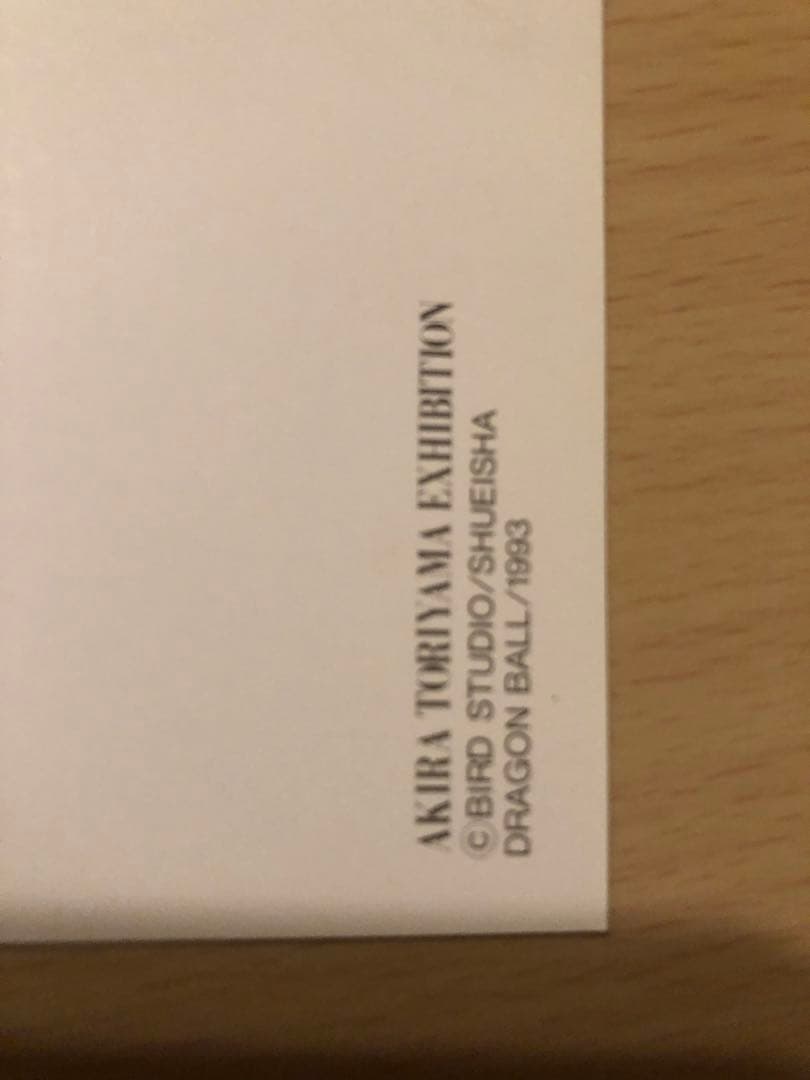 AKIRA TORIYAMA EXHIBITION
©BIRD STUDIO/SHUEISHA
DRAGON BALL/1993